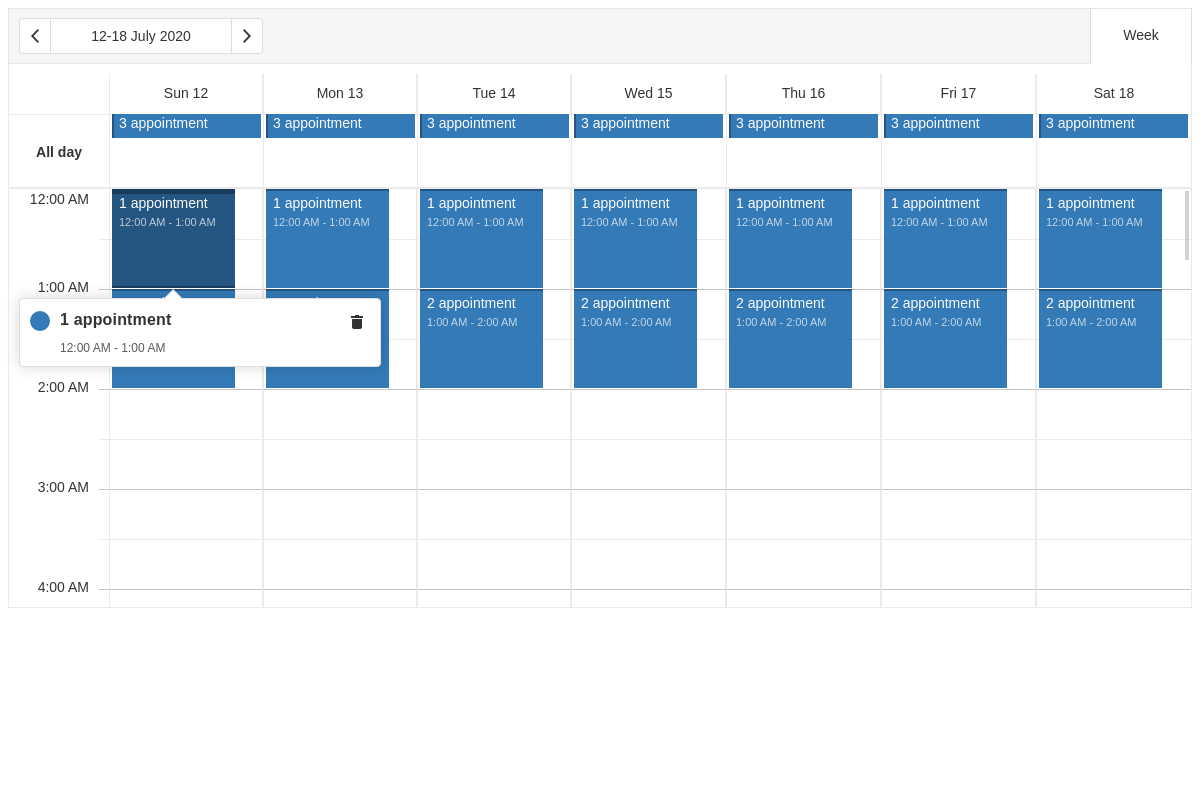 12-18 July 2020
Week
Sun 12
Mon 13
Tue 14
Wed 15
Thu 16
Fri 17
Sat 18
All day
3 appointment
3 appointment
3 appointment
3 appointment
3 appointment
3 appointment
3 appointment
12:00 AM
1 appointment
12:00 AM - 1:00 AM
1 appointment
12:00 AM - 1:00 AM
1 appointment
12:00 AM - 1:00 AM
1 appointment
12:00 AM - 1:00 AM
1 appointment
12:00 AM - 1:00 AM
1 appointment
12:00 AM - 1:00 AM
1 appointment
12:00 AM - 1:00 AM
1:00 AM
1 appointment
12:00 AM - 1:00 AM
2 appointment
1:00 AM - 2:00 AM
2 appointment
1:00 AM - 2:00 AM
2 appointment
1:00 AM - 2:00 AM
2 appointment
1:00 AM - 2:00 AM
2 appointment
1:00 AM - 2:00 AM
2:00 AM
3:00 AM
4:00 AM